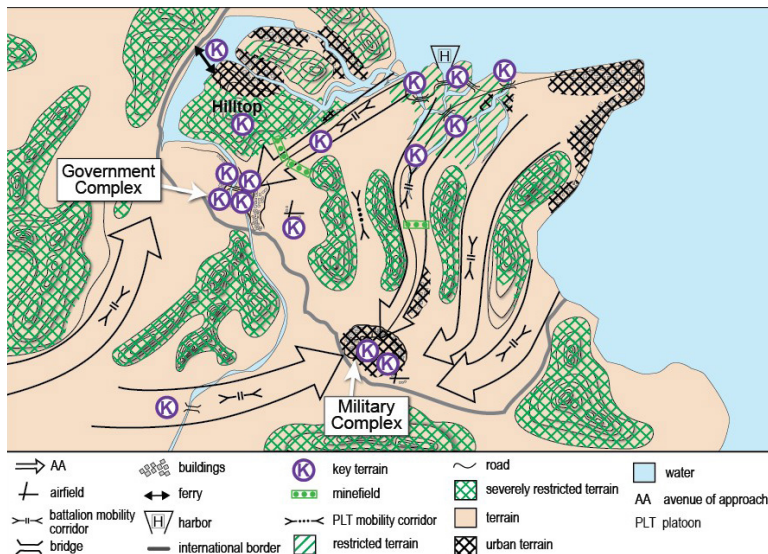 K
H
K
K
K
K
Hilltop
K
K
K
K
Government
Complex
K
K
K
K
K
K
K
K
Military
Complex
AA
buildings
K
key terrain
road
water
airfield
ferry
minefield
severely restricted terrain
AA
avenue of approach
battalion mobility
corridor
H
harbor
PLT mobility corridor
terrain
PLT
platoon
bridge
international border
restricted terrain
urban terrain